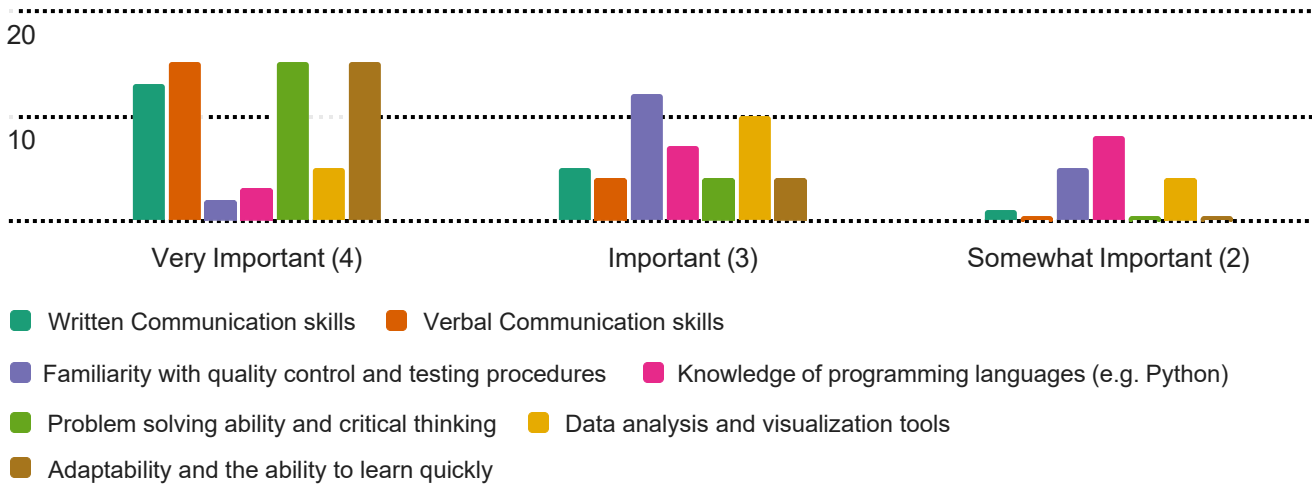 20
10
Very Important (4) Important (3) Somewhat Important (2)
Written Communication skills Verbal Communication skills
Familiarity with quality control and testing procedures Knowledge of programming languages (e.g. Python)
Problem solving ability and critical thinking Data analysis and visualization tools
Adaptability and the ability to learn quickly